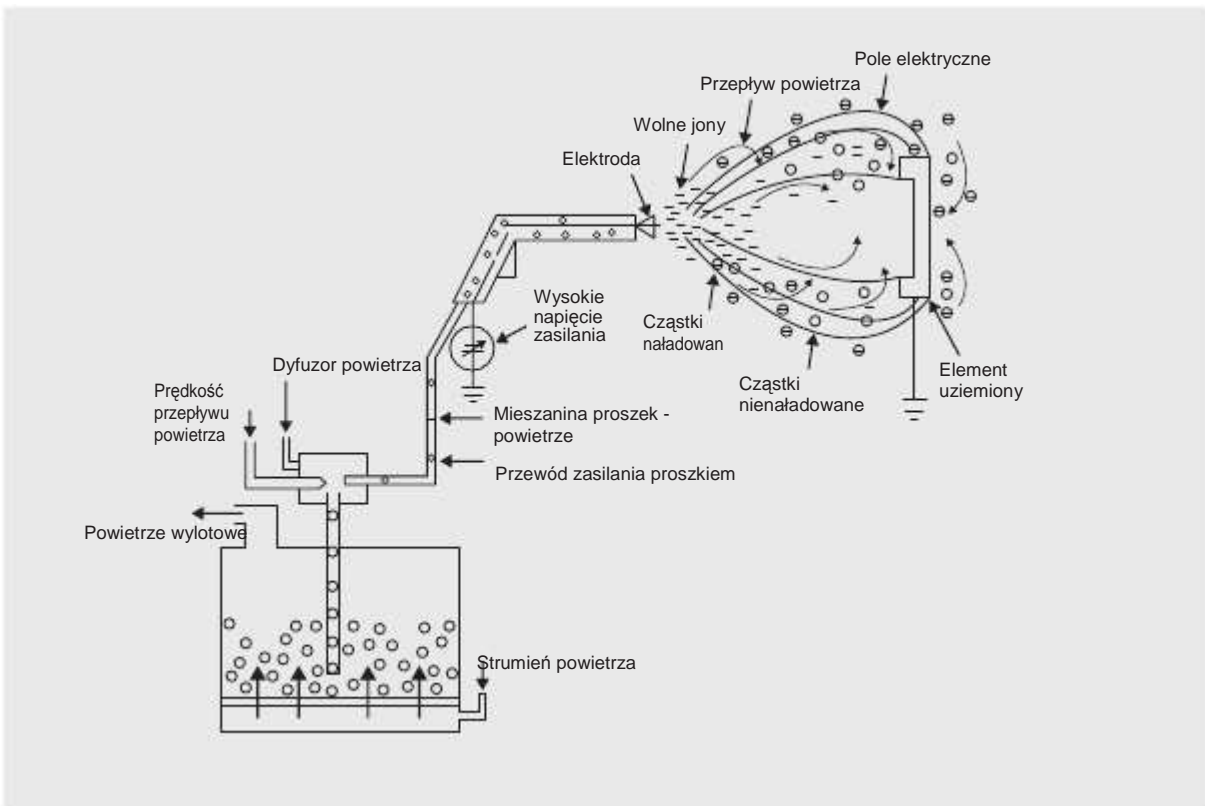 Pole elektryczne
Przepływ powietrza
Wolne jony
Elektroda
Wysokie
napięcie
zasilania
Cząstki
naładowan
Cząstki
nienaładowane
Element
uziemiony
Dyfuzor powietrza
Prędkość
przepływu
powietrza
Mieszanina proszek -
powietrze
Przewód zasilania proszkiem
Powietrze wylotowe
Strumień powietrza